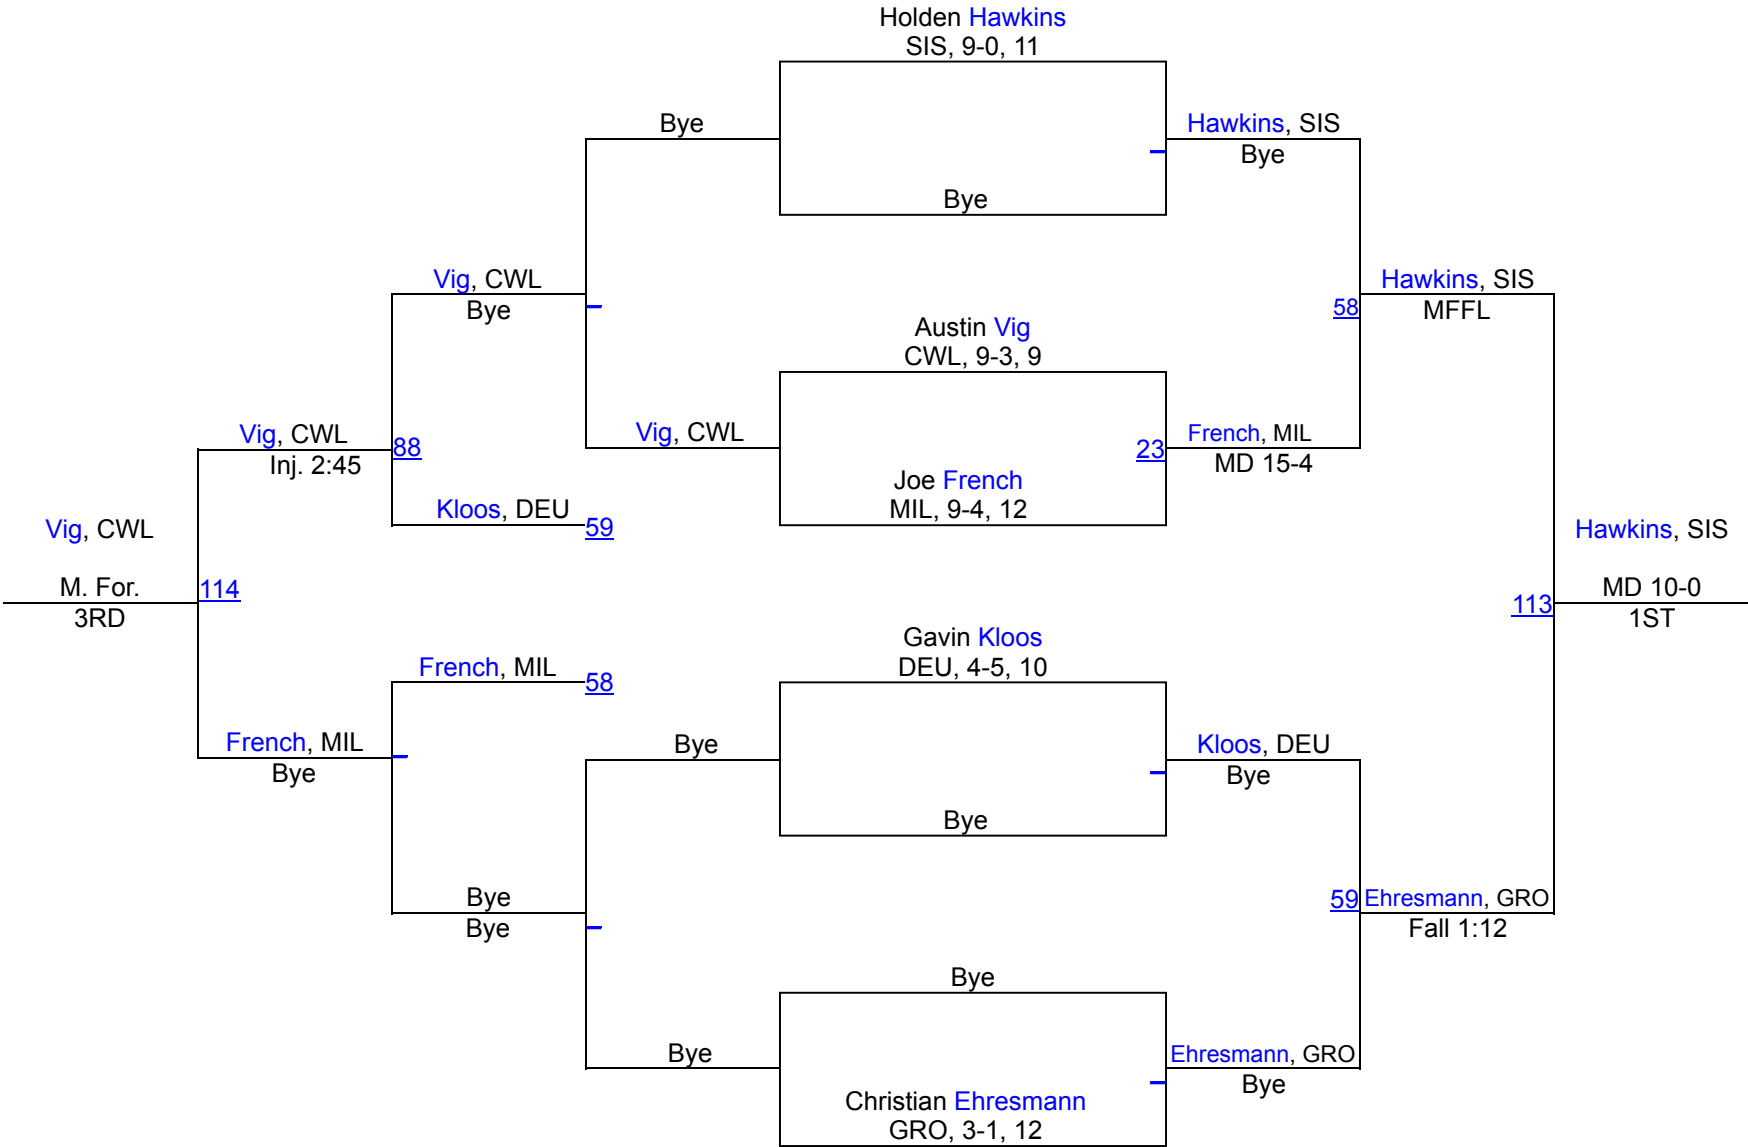 Holden Hawkins
SIS, 9-0, 11
Bye
Hawkins, SIS
Bye
Bye
Vig, CWL
Bye
Hawkins, SIS
58
MFFL
Austin Vig
CWL, 9-3, 9
Vig, CWL
Inj. 2:45
88
Vig, CWL
23
French, MIL
MD 15-4
Joe French
MIL, 9-4, 12
Kloos, DEU
59
Vig, CWL
M. For.
3RD
114
Hawkins, SIS
MD 10-0
1ST
113
Gavin Kloos
DEU, 4-5, 10
French, MIL
58
French, MIL
Bye
Bye
Kloos, DEU
Bye
Bye
Bye
Bye
59
Ehresmann, GRO
Fall 1:12
Bye
Bye
Ehresmann, GRO
Bye
Christian Ehresmann
GRO, 3-1, 12